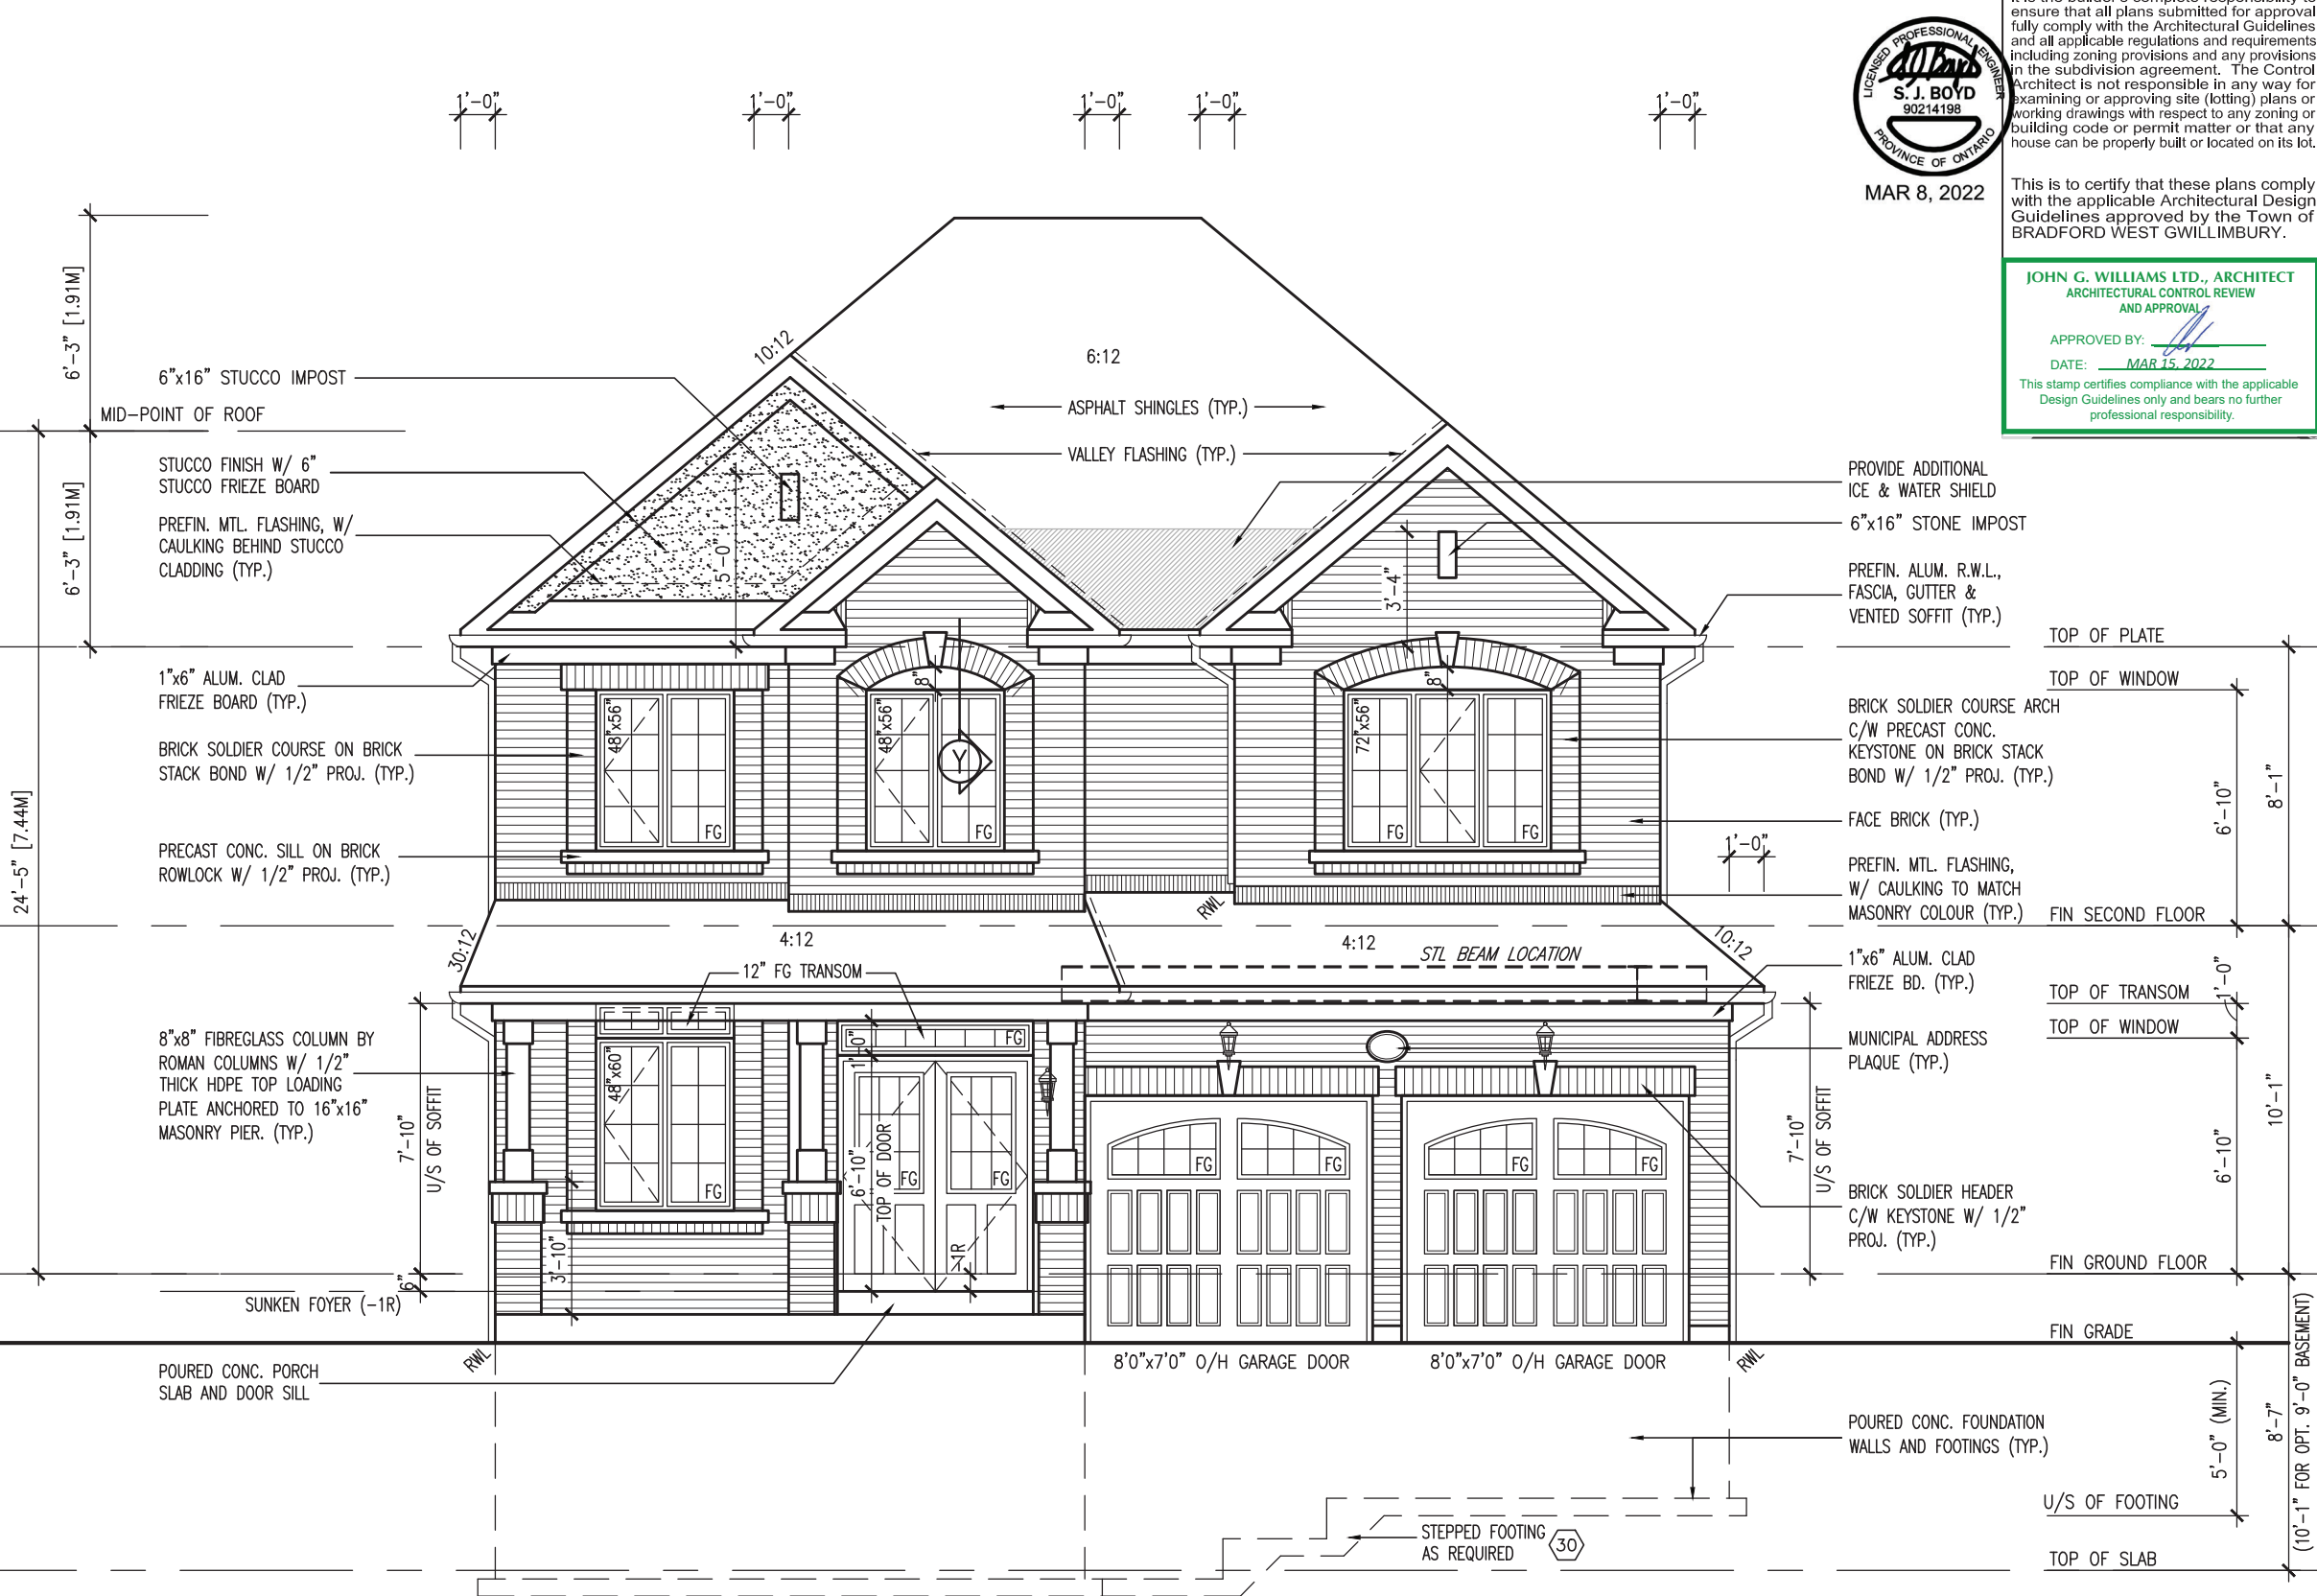 ensure that all plans submitted for approval
fully comply with the Architectural Guidelines
and all applicable regulations and requirements
including zoning provisions and any provisions
in the subdivision agreement. The Control
Architect is not responsible in any way for
examining or approving site (lotting) plans or
working drawings with respect to any zoning or
building code or permit matter or that any
house can be properly built or located on its lot.
This is to certify that these plans comply
with the applicable Architectural Design
Guidelines approved by the Town of
BRADFORD WEST GWILLIMBURY.
LICENSED PROFESSIONAL ENGINEER
S. J. BOYD
90214198
PROVINCE OF ONTARIO
MAR 8, 2022
JOHN G. WILLIAMS LTD., ARCHITECT
ARCHITECTURAL CONTROL REVIEW
AND APPROVAL
APPROVED BY:
DATE: MAR 15, 2022
This stamp certifies compliance with the applicable
Design Guidelines only and bears no further
professional responsibility.
1'-0"
1'-0"
1'-0"
1'-0"
1'-0"
6'-3" [1.91M]
6'-3" [1.91M]
24'-5" [7.44M]
6"x16" STUCCO IMPOST
MID-POINT OF ROOF
STUCCO FINISH W/ 6"
STUCCO FRIEZE BOARD
PREFIN. MTL. FLASHING, W/
CAULKING BEHIND STUCCO
CLADDING (TYP.)
1"x6" ALUM. CLAD
FRIEZE BOARD (TYP.)
BRICK SOLDIER COURSE ON BRICK
STACK BOND W/ 1/2" PROJ. (TYP.)
PRECAST CONC. SILL ON BRICK
ROWLOCK W/ 1/2" PROJ. (TYP.)
8"x8" FIBREGLASS COLUMN BY
ROMAN COLUMNS W/ 1/2"
THICK HDPE TOP LOADING
PLATE ANCHORED TO 16"x16"
MASONRY PIER. (TYP.)
7'-10"
U/S OF SOFFIT
6"
SUNKEN FOYER (-1R)
POURED CONC. PORCH
SLAB AND DOOR SILL
RWL
10:12
6:12
ASPHALT SHINGLES (TYP.)
VALLEY FLASHING (TYP.)
5'-0"
3'-4"
8"
8"
48"x56"
48"x56"
72"x56"
Y
FG
FG
FG
FG
RWL
30:12
4:12
4:12
10:12
STL BEAM LOCATION
12" FG TRANSOM
FG
1'-0"
48"x60"
FG
3'-10"
6'-10"
TOP OF DOOR
FG
FG
1R
FG
FG
FG
FG
8'0"x7'0" O/H GARAGE DOOR
8'0"x7'0" O/H GARAGE DOOR
RWL
7'-10"
U/S OF SOFFIT
PROVIDE ADDITIONAL
ICE & WATER SHIELD
6"x16" STONE IMPOST
PREFIN. ALUM. R.W.L.,
FASCIA, GUTTER &
VENTED SOFFIT (TYP.)
BRICK SOLDIER COURSE ARCH
C/W PRECAST CONC.
KEYSTONE ON BRICK STACK
BOND W/ 1/2" PROJ. (TYP.)
FACE BRICK (TYP.)
1'-0"
PREFIN. MTL. FLASHING,
W/ CAULKING TO MATCH
MASONRY COLOUR (TYP.)
1"x6" ALUM. CLAD
FRIEZE BD. (TYP.)
MUNICIPAL ADDRESS
PLAQUE (TYP.)
BRICK SOLDIER HEADER
C/W KEYSTONE W/ 1/2"
PROJ. (TYP.)
POURED CONC. FOUNDATION
WALLS AND FOOTINGS (TYP.)
STEPPED FOOTING
AS REQUIRED
30
TOP OF PLATE
TOP OF WINDOW
6'-10"
8'-1"
FIN SECOND FLOOR
1'-0"
TOP OF TRANSOM
TOP OF WINDOW
6'-10"
10'-1"
FIN GROUND FLOOR
FIN GRADE
5'-0" (MIN.)
8'-7"
(10'-1" FOR OPT. 9'-0" BASEMENT)
U/S OF FOOTING
TOP OF SLAB